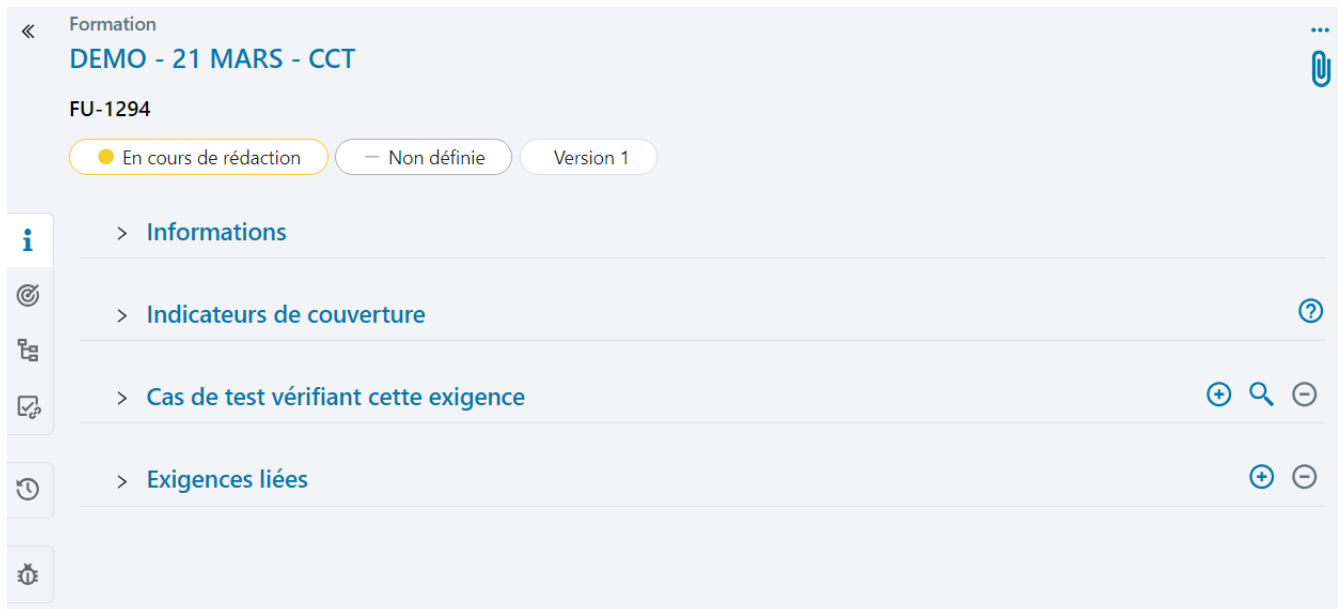 Formation
DEMO - 21 MARS - CCT
FU-1294
En cours de rédaction
Non définie
Version 1
Informations
Indicateurs de couverture
Cas de test vérifiant cette exigence
Exigences liées